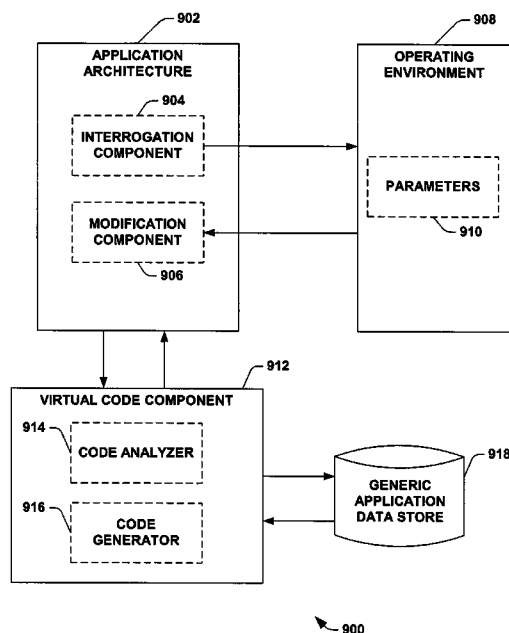 902
APPLICATION
ARCHITECTURE
904
INTERROGATION
COMPONENT
MODIFICATION
COMPONENT
906
908
OPERATING
ENVIRONMENT
PARAMETERS
910
912
VIRTUAL CODE COMPONENT
914
CODE ANALYZER
916
CODE
GENERATOR
918
GENERIC
APPLICATION
DATA STORE
900